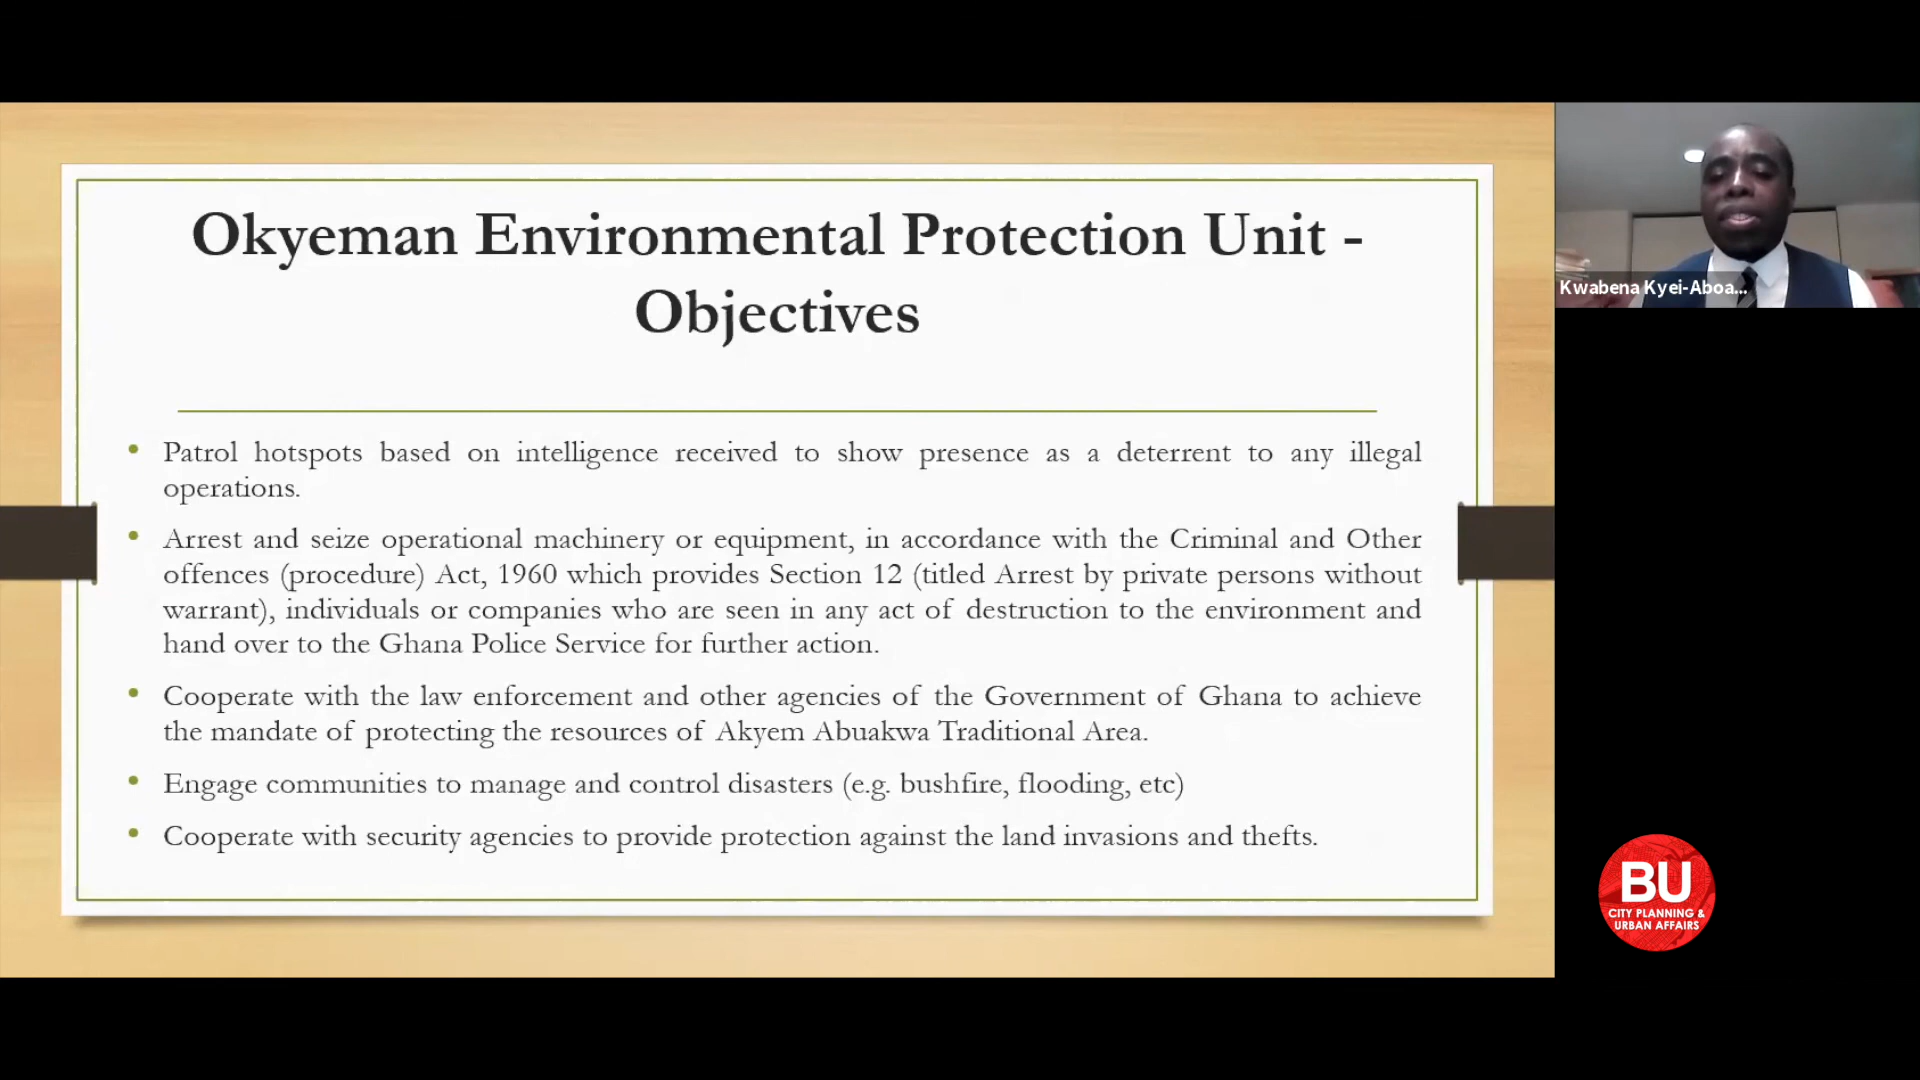 Okyeman Environmental Protection Unit -
Objectives
• Patrol hotspots based on intelligence received to show presence as a deterrent to any illegal
operations.
• Arrest and seize operational machinery or equipment, in accordance with the Criminal and Other
offences (procedure) Act, 1960 which provides Section 12 (titled Arrest by private persons without
warrant), individuals or companies who are seen in any act of destruction to the environment and
hand over to the Ghana Police Service for further action.
• Cooperate with the law enforcement and other agencies of the Government of Ghana to achieve
the mandate of protecting the resources of Akyem Abuakwa Traditional Area.
• Engage communities to manage and control disasters (e.g. bushfire, flooding, etc)
• Cooperate with security agencies to provide protection against the land invasions and thefts.
Kwabena Kyei-Aboa...
BU
CITY PLANNING &
URBAN AFFAIRS